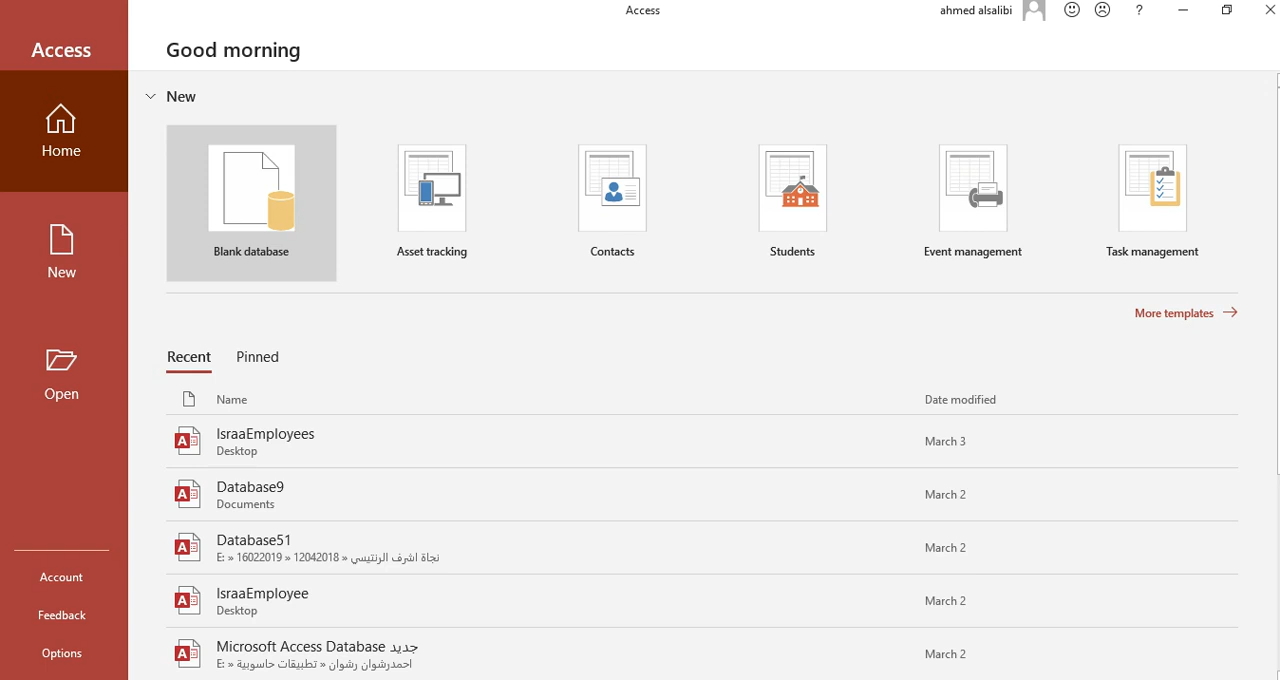 Access
ahmed alsalibi
?
Access
Good morning
Home
New
Open
Account
Feedback
Options
New
Blank database
Asset tracking
Contacts
Students
Event management
Task management
More templates
Recent
Pinned
Name
Date modified
IsraaEmployees
Desktop
March 3
Database9
Documents
March 2
Database51
E: » 16022019 » 12042018 » نجاة اشرف الرنتيسي
March 2
IsraaEmployee
Desktop
March 2
Microsoft Access Database جديد
E: » احمدرشوان رشوان » تطبيقات حاسوبية
March 2